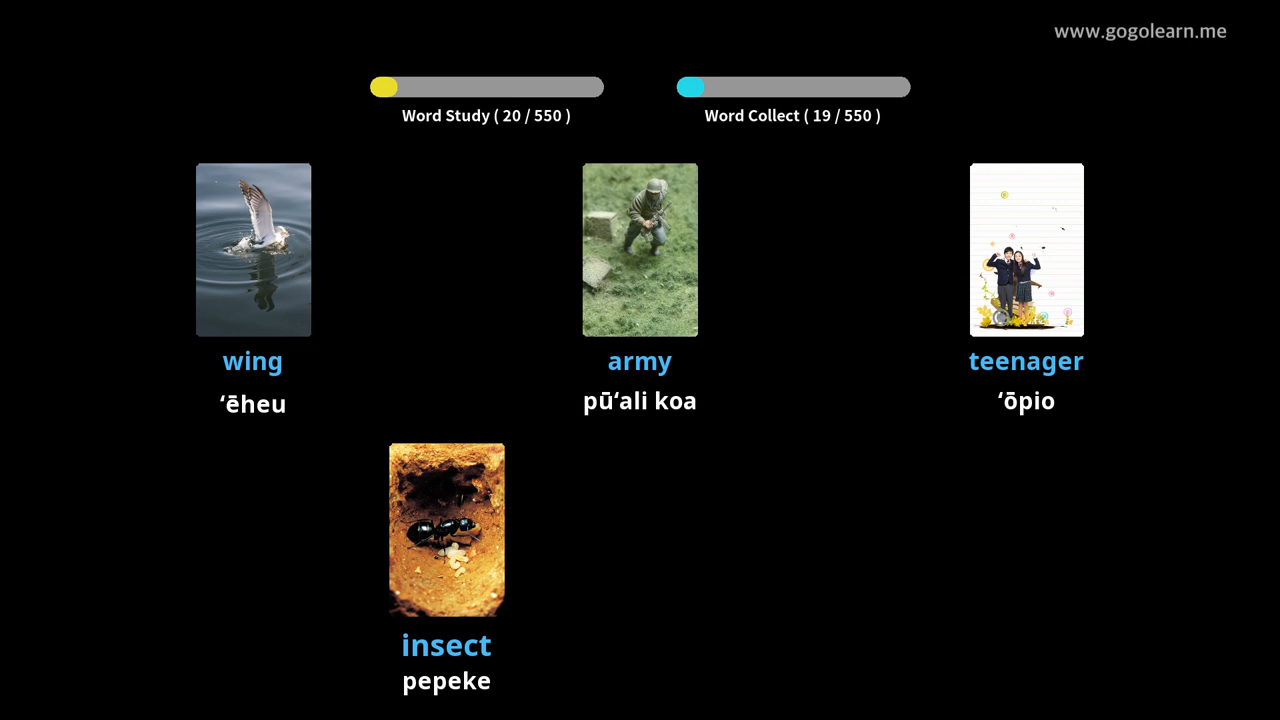 www.gogolearn.me
Word Study ( 20 / 550 )
Word Collect ( 19 / 550 )
wing
army
teenager
ʻēheu
pūʻali koa
ʻōpio
insect
pepeke